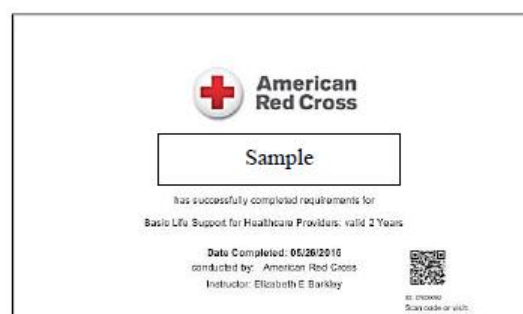 American
Red Cross
Sample
has successfully completed requirements for
Basic Life Support for Healthcare Providers: valid 2 Years
Date Completed: 05/26/2016
conducted by: American Red Cross
Instructor: Elizabeth E Barkley
ID:
Scan code or visit: